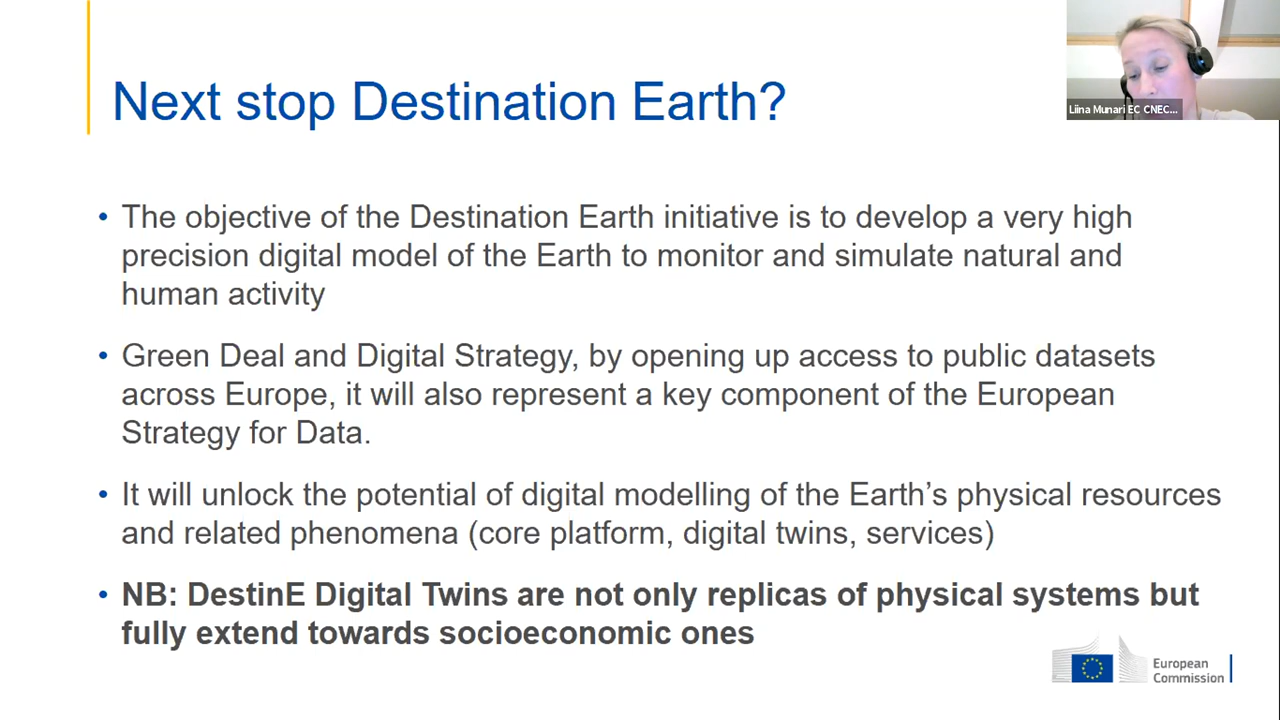 Next stop Destination Earth?
Liina Munari EC CNEC...
• The objective of the Destination Earth initiative is to develop a very high
precision digital model of the Earth to monitor and simulate natural and
human activity
• Green Deal and Digital Strategy, by opening up access to public datasets
across Europe, it will also represent a key component of the European
Strategy for Data.
• It will unlock the potential of digital modelling of the Earth’s physical resources
and related phenomena (core platform, digital twins, services)
• NB: DestinE Digital Twins are not only replicas of physical systems but
fully extend towards socioeconomic ones
European
Commission